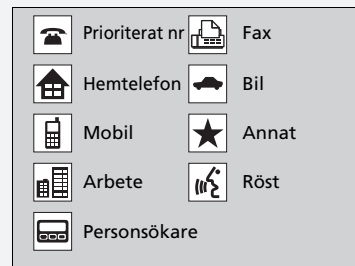 Prioriterat nr Fax
Hemtelefon Bil
Mobil Annat
Arbete Röst
Personsökare